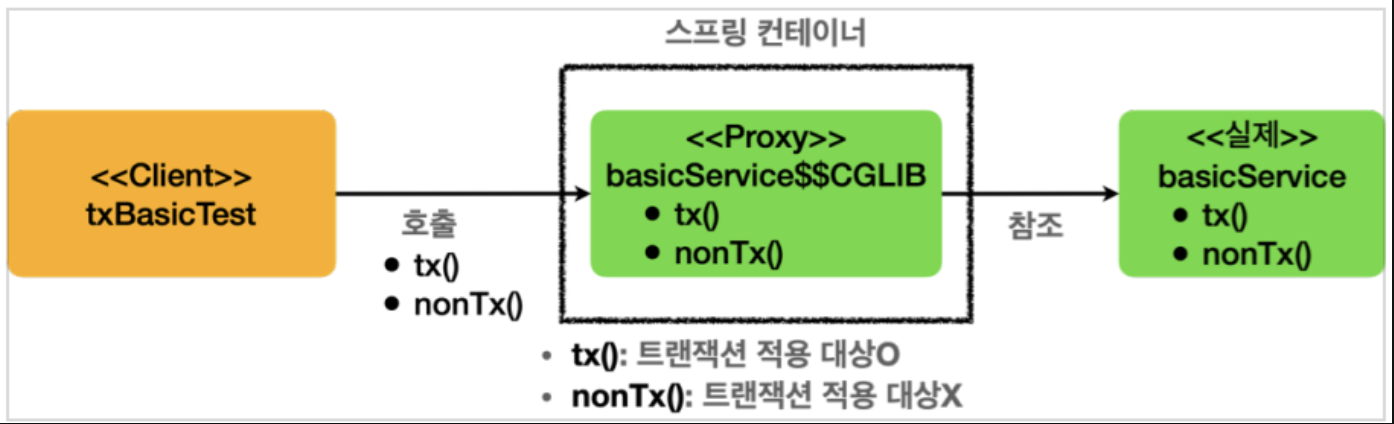 스프링 컨테이너
<<Client>>
txBasicTest
호출
• tx()
• nonTx()
<<Proxy>>
basicService$$CGLIB
• tx()
• nonTx()
참조
<<실제>>
basicService
• tx()
• nonTx()
• tx(): 트랜잭션 적용 대상O
• nonTx(): 트랜잭션 적용 대상X